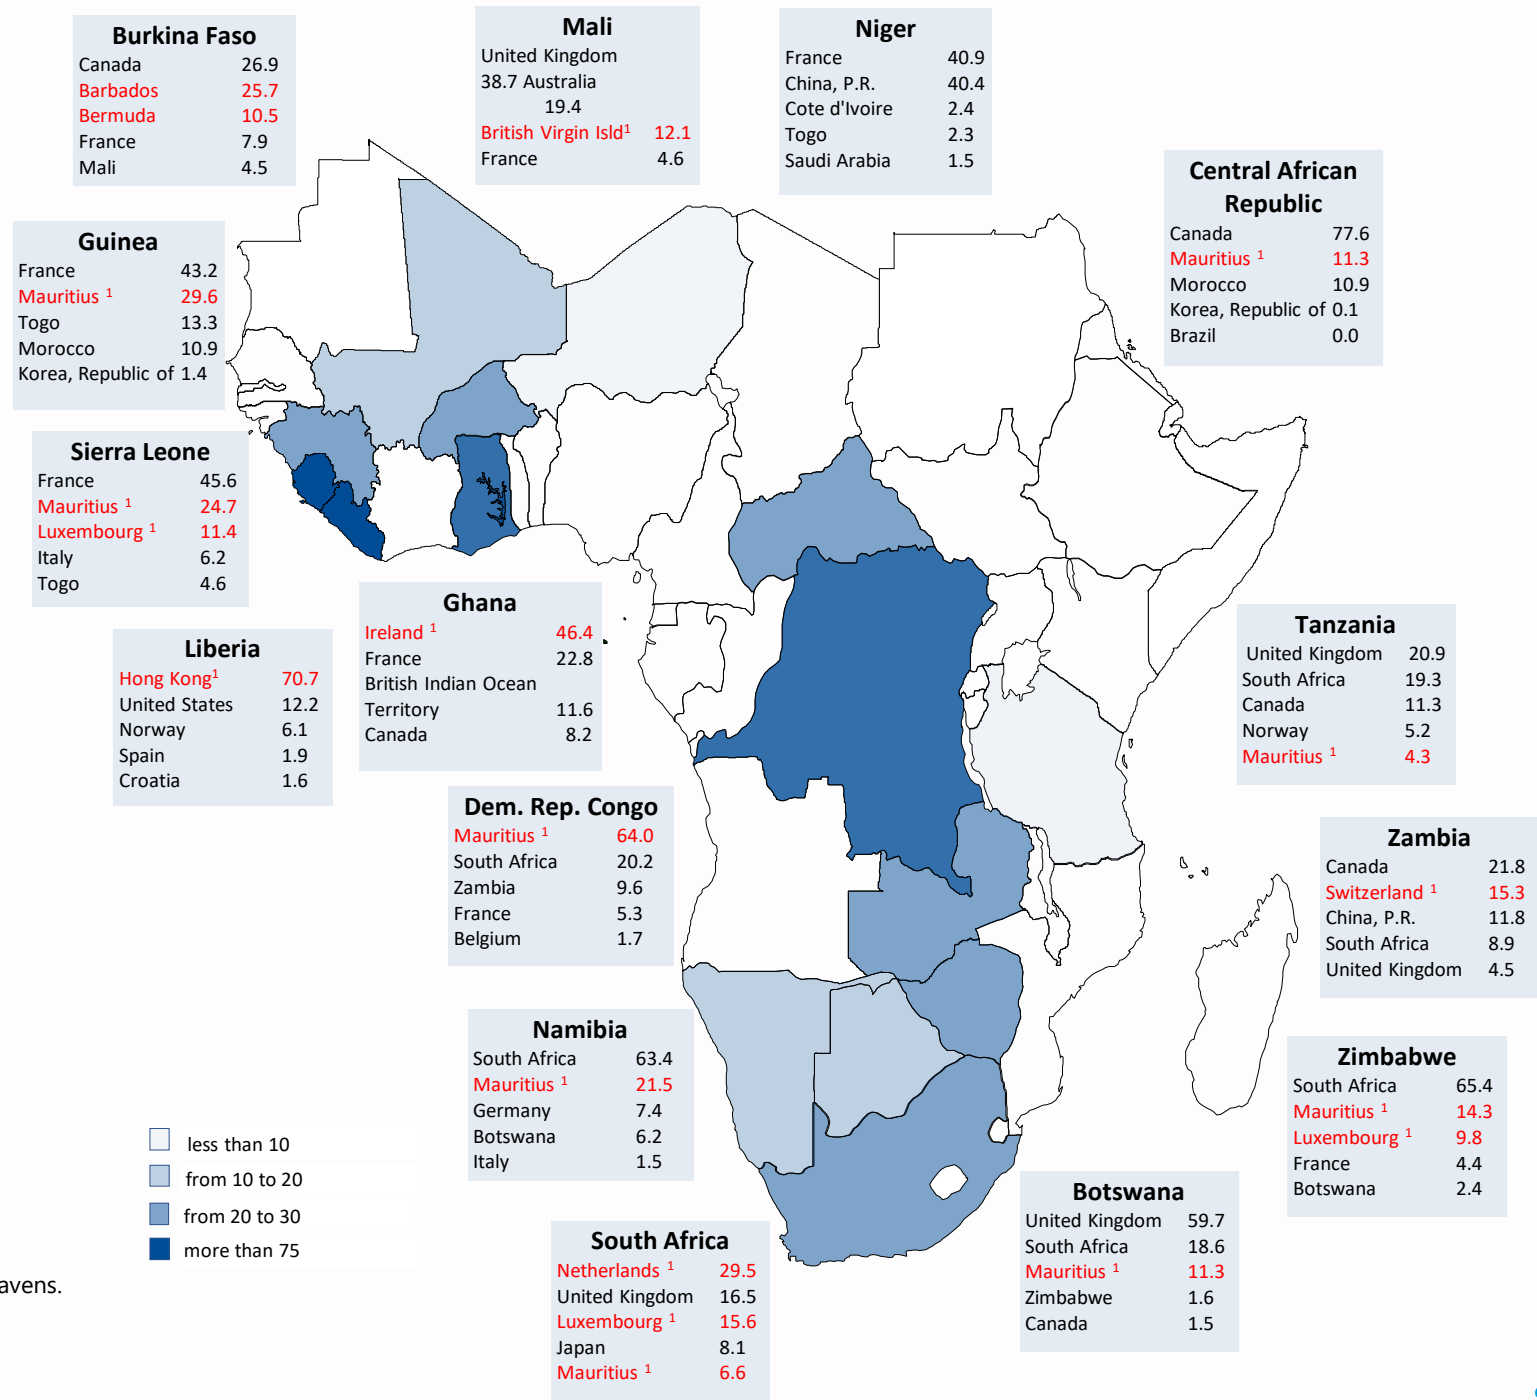 Burkina Faso
Canada 26.9
Barbados 25.7
Bermuda 10.5
France 7.9
Mali 4.5
Mali
United Kingdom
38.7 Australia
19.4
British Virgin Isld¹ 12.1
France 4.6
Niger
France 40.9
China, P.R. 40.4
Cote d'Ivoire 2.4
Togo 2.3
Saudi Arabia 1.5
Central African
Republic
Canada 77.6
Mauritius ¹ 11.3
Morocco 10.9
Korea, Republic of 0.1
Brazil 0.0
Guinea
France 43.2
Mauritius ¹ 29.6
Togo 13.3
Morocco 10.9
Korea, Republic of 1.4
Sierra Leone
France 45.6
Mauritius ¹ 24.7
Luxembourg ¹ 11.4
Italy 6.2
Togo 4.6
Liberia
Hong Kong¹ 70.7
United States 12.2
Norway 6.1
Spain 1.9
Croatia 1.6
Ghana
Ireland ¹ 46.4
France 22.8
British Indian Ocean
Territory 11.6
Canada 8.2
Tanzania
United Kingdom 20.9
South Africa 19.3
Canada 11.3
Norway 5.2
Mauritius ¹ 4.3
Dem. Rep. Congo
Mauritius ¹ 64.0
South Africa 20.2
Zambia 9.6
France 5.3
Belgium 1.7
Zambia
Canada 21.8
Switzerland ¹ 15.3
China, P.R. 11.8
South Africa 8.9
United Kingdom 4.5
Namibia
South Africa 63.4
Mauritius ¹ 21.5
Germany 7.4
Botswana 6.2
Italy 1.5
Zimbabwe
South Africa 65.4
Mauritius ¹ 14.3
Luxembourg ¹ 9.8
France 4.4
Botswana 2.4
Botswana
United Kingdom 59.7
South Africa 18.6
Mauritius ¹ 11.3
Zimbabwe 1.6
Canada 1.5
South Africa
Netherlands ¹ 29.5
United Kingdom 16.5
Luxembourg ¹ 15.6
Japan 8.1
Mauritius ¹ 6.6
less than 10
from 10 to 20
from 20 to 30
more than 75
avens.